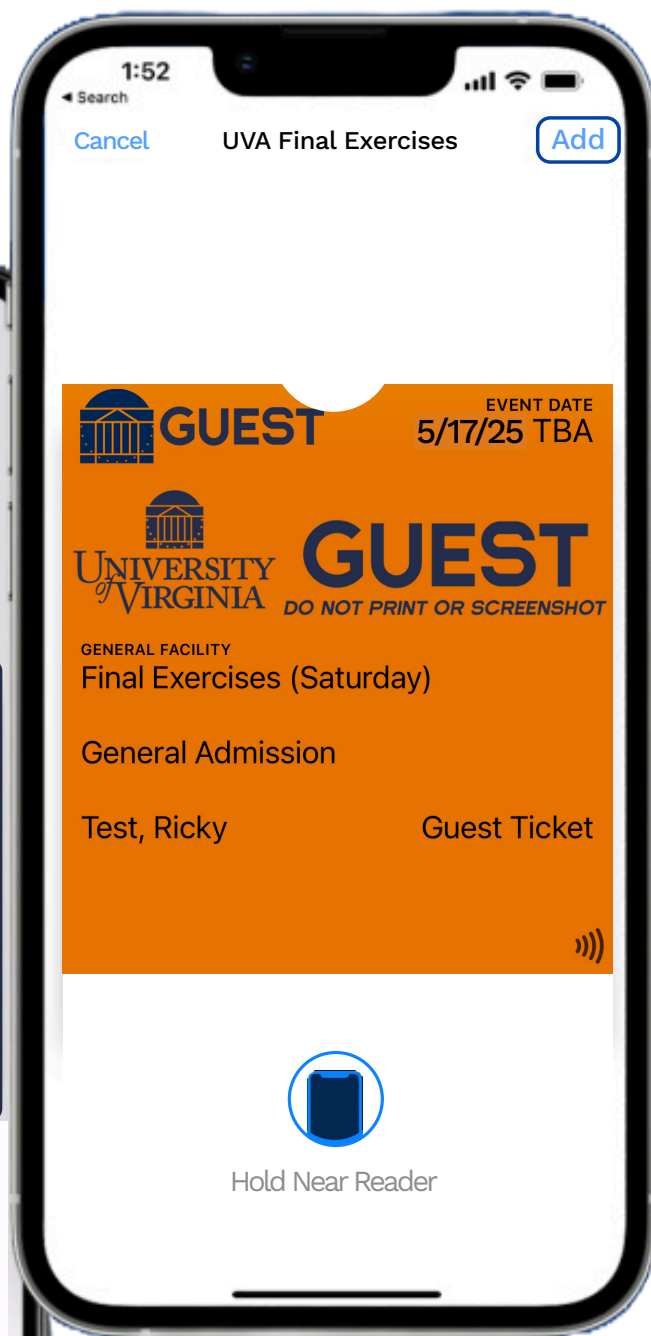 1:52
◀ Search
Cancel UVA Final Exercises Add
GUEST
EVENT DATE
5/17/25 TBA
UNIVERSITY
of VIRGINIA
GUEST
DO NOT PRINT OR SCREENSHOT
GENERAL FACILITY
Final Exercises (Saturday)
General Admission
Test, Ricky Guest Ticket
Hold Near Reader